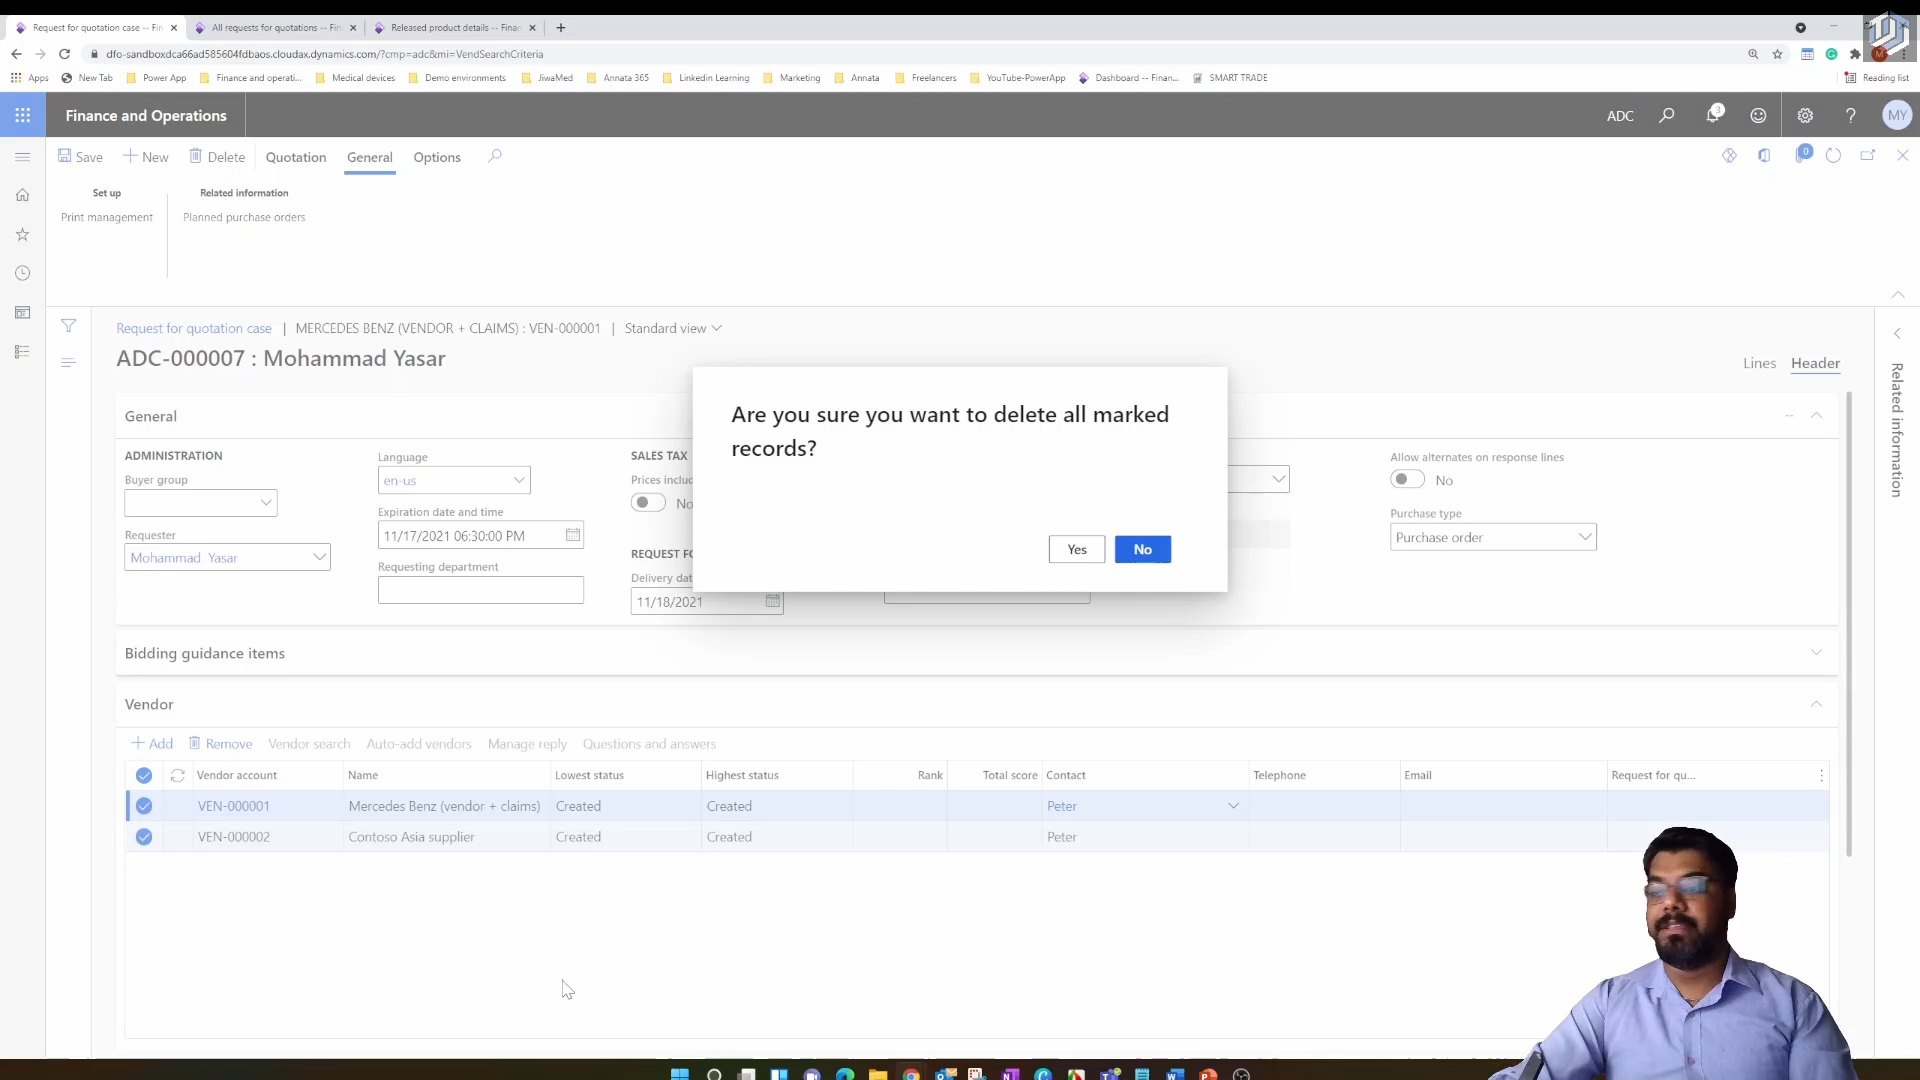 Request for quotation case -- Fin
All requests for quotations -- Fin
Released product details -- Finan
dfo-sandboxdca66ad585604fdbaos.cloudax.dynamics.com/?cmp=adc&mi=VendSearchCriteria
Apps
New Tab
Power App
Finance and operati...
Medical devices
Demo environments
JiwaMed
Annata 365
Linkedin Learning
Marketing
Annata
Freelancers
YouTube-PowerApp
Dashboard -- Finan...
SMART TRADE
Reading list
Finance and Operations
ADC
3
?
MY
Save
New
Delete
Quotation
General
Options
0
Set up
Related information
Print management
Planned purchase orders
Request for quotation case | MERCEDES BENZ (VENDOR + CLAIMS) : VEN-000001 | Standard view
ADC-000007 : Mohammad Yasar
Lines
Header
Related information
General
--
ADMINISTRATION
Buyer group
Requester
Mohammad Yasar
Language
en-us
Expiration date and time
11/17/2021 06:30:00 PM
Requesting department
SALES TAX
Prices inclu
No
REQUEST FO
Delivery dat
11/18/2021
Allow alternates on response lines
No
Purchase type
Purchase order
Are you sure you want to delete all marked
records?
Yes
No
Bidding guidance items
Vendor
Add
Remove
Vendor search
Auto-add vendors
Manage reply
Questions and answers
Vendor account
Name
Lowest status
Highest status
Rank
Total score
Contact
Telephone
Email
Request for qu...
VEN-000001
Mercedes Benz (vendor + claims)
Created
Created
Peter
VEN-000002
Contoso Asia supplier
Created
Created
Peter